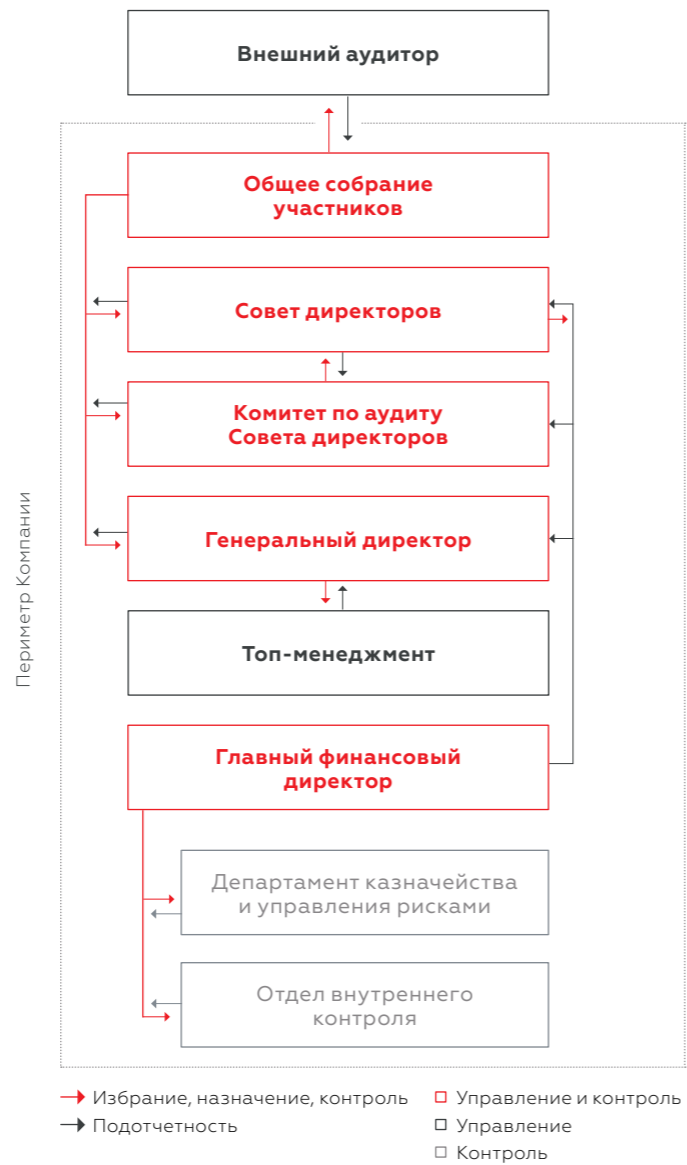 Внешний аудитор
Общее собрание
участников
Совет директоров
Комитет по аудиту
Совета директоров
Генеральный директор
Топ-менеджмент
Главный финансовый
директор
Департамент казначейства
и управления рисками
Отдел внутреннего
контроля
Периметр Компании
Избрание, назначение, контроль
Подотчетность
Управление и контроль
Управление
Контроль